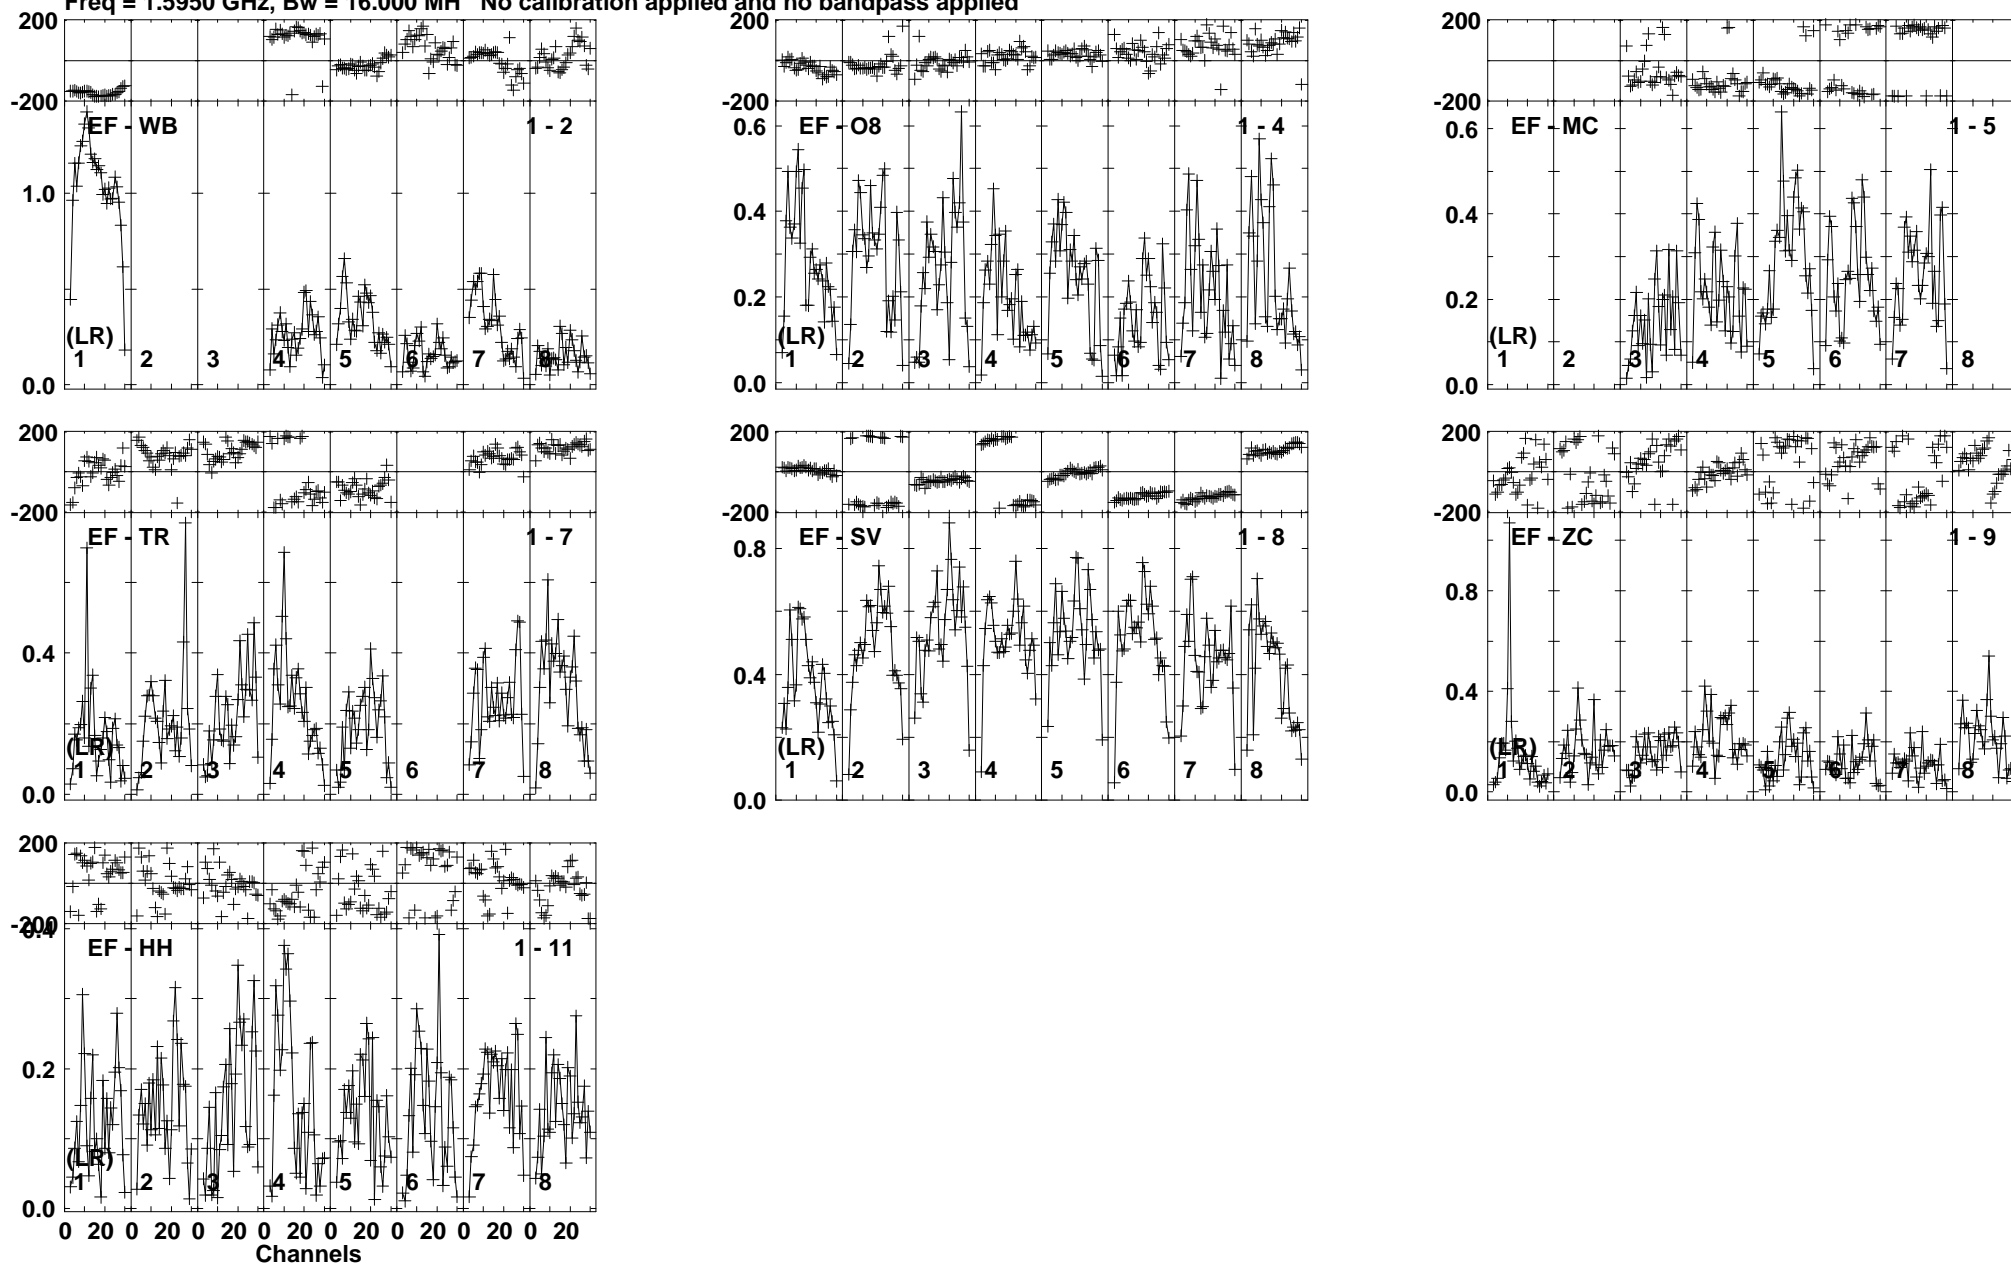 Freq = 1.5950 GHz, Bw = 16.000 MH No calibration applied and no bandpass applied
200
-200
EF - WB 1 - 2
1.0
(LR)
1 2 3 4 5 6 7 8
0.0
200
-200
EF - O8 1 - 4
0.6
0.4
0.2
(LR)
1 2 3 4 5 6 7 8
0.0
200
-200
EF - MC 1 - 5
0.6
0.4
0.2
(LR)
1 2 3 4 5 6 7 8
0.0
200
-200
EF - TR 1 - 7
0.4
(LR)
1 2 3 4 5 6 7 8
0.0
200
-200
EF - SV 1 - 8
0.8
0.4
(LR)
1 2 3 4 5 6 7 8
0.0
200
-200
EF - ZC 1 - 9
0.8
0.4
(LR)
1 2 3 4 5 6 7 8
0.0
200
-200
0.4
EF - HH 1 - 11
0.2
(LR)
1 2 3 4 5 6 7 8
0.0
0 20 0 20 0 20 0 20 0 20 0 20 0 20 0 20
Channels